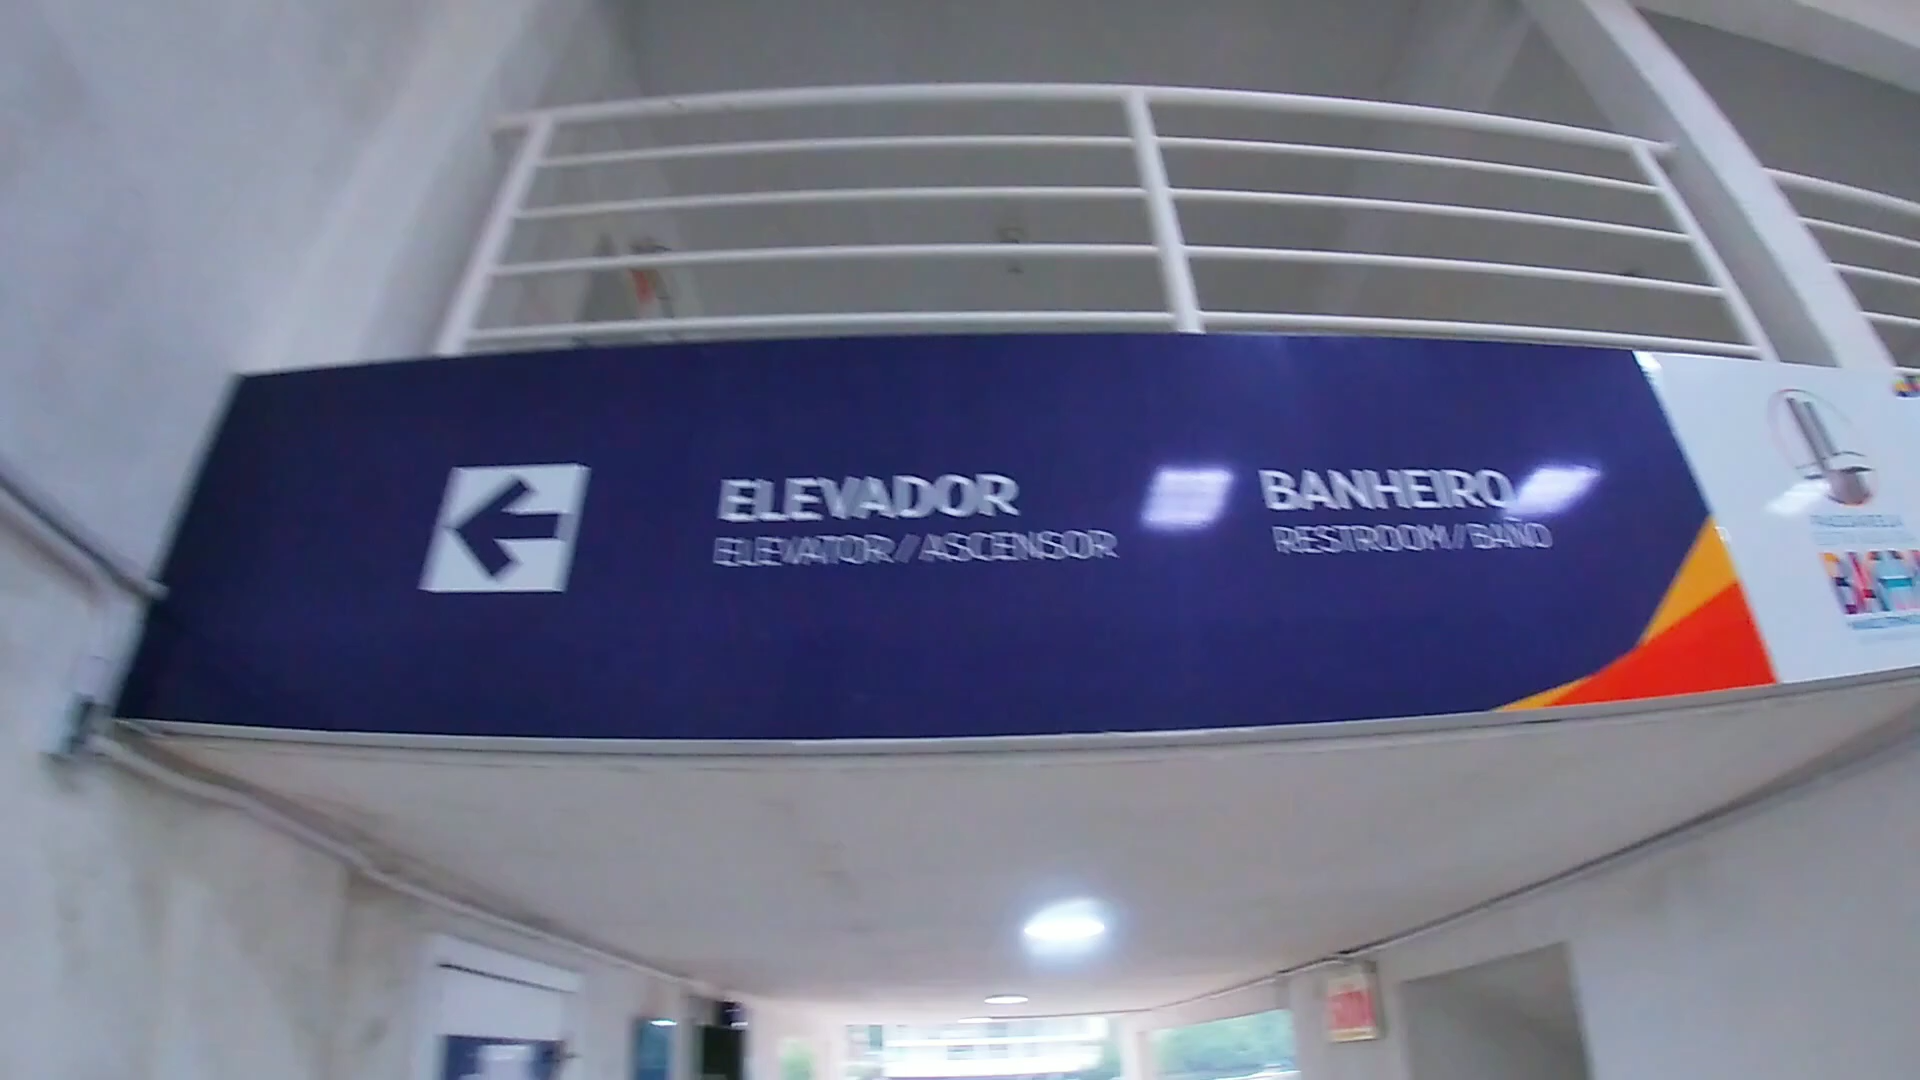 ELEVADOR
ELEVATOR / ASCENSOR
BANHEIRO
RESTROOM / BAÑO